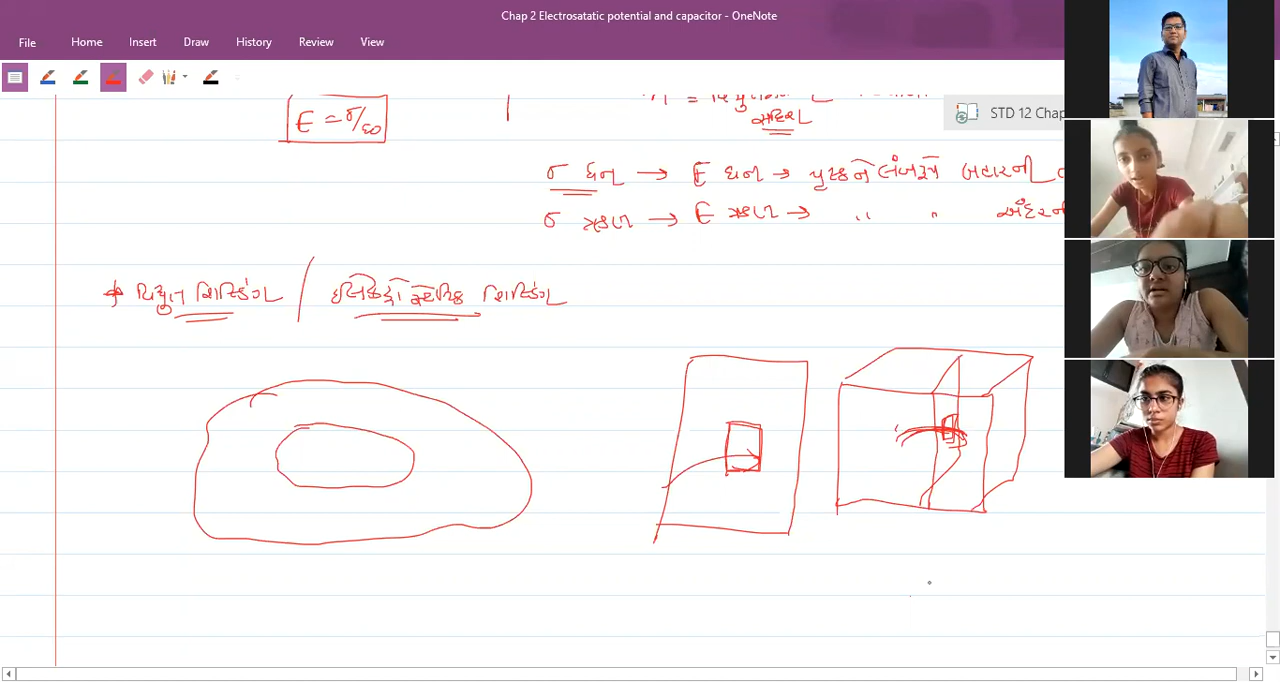 Chap 2 Electrosatatic potential and capacitor - OneNote
File Home Insert Draw History Review View
STD 12 Chap
E = σ/ε0
σ ધન → E ધન → પૃષ્ઠને લંબરૂપે બહારની
σ ઋણ → E ઋણ → " " અંદરની
* વિદ્યુત શિલ્ડિંગ / ઇલેક્ટ્રોસ્ટેટિક શિલ્ડિંગ